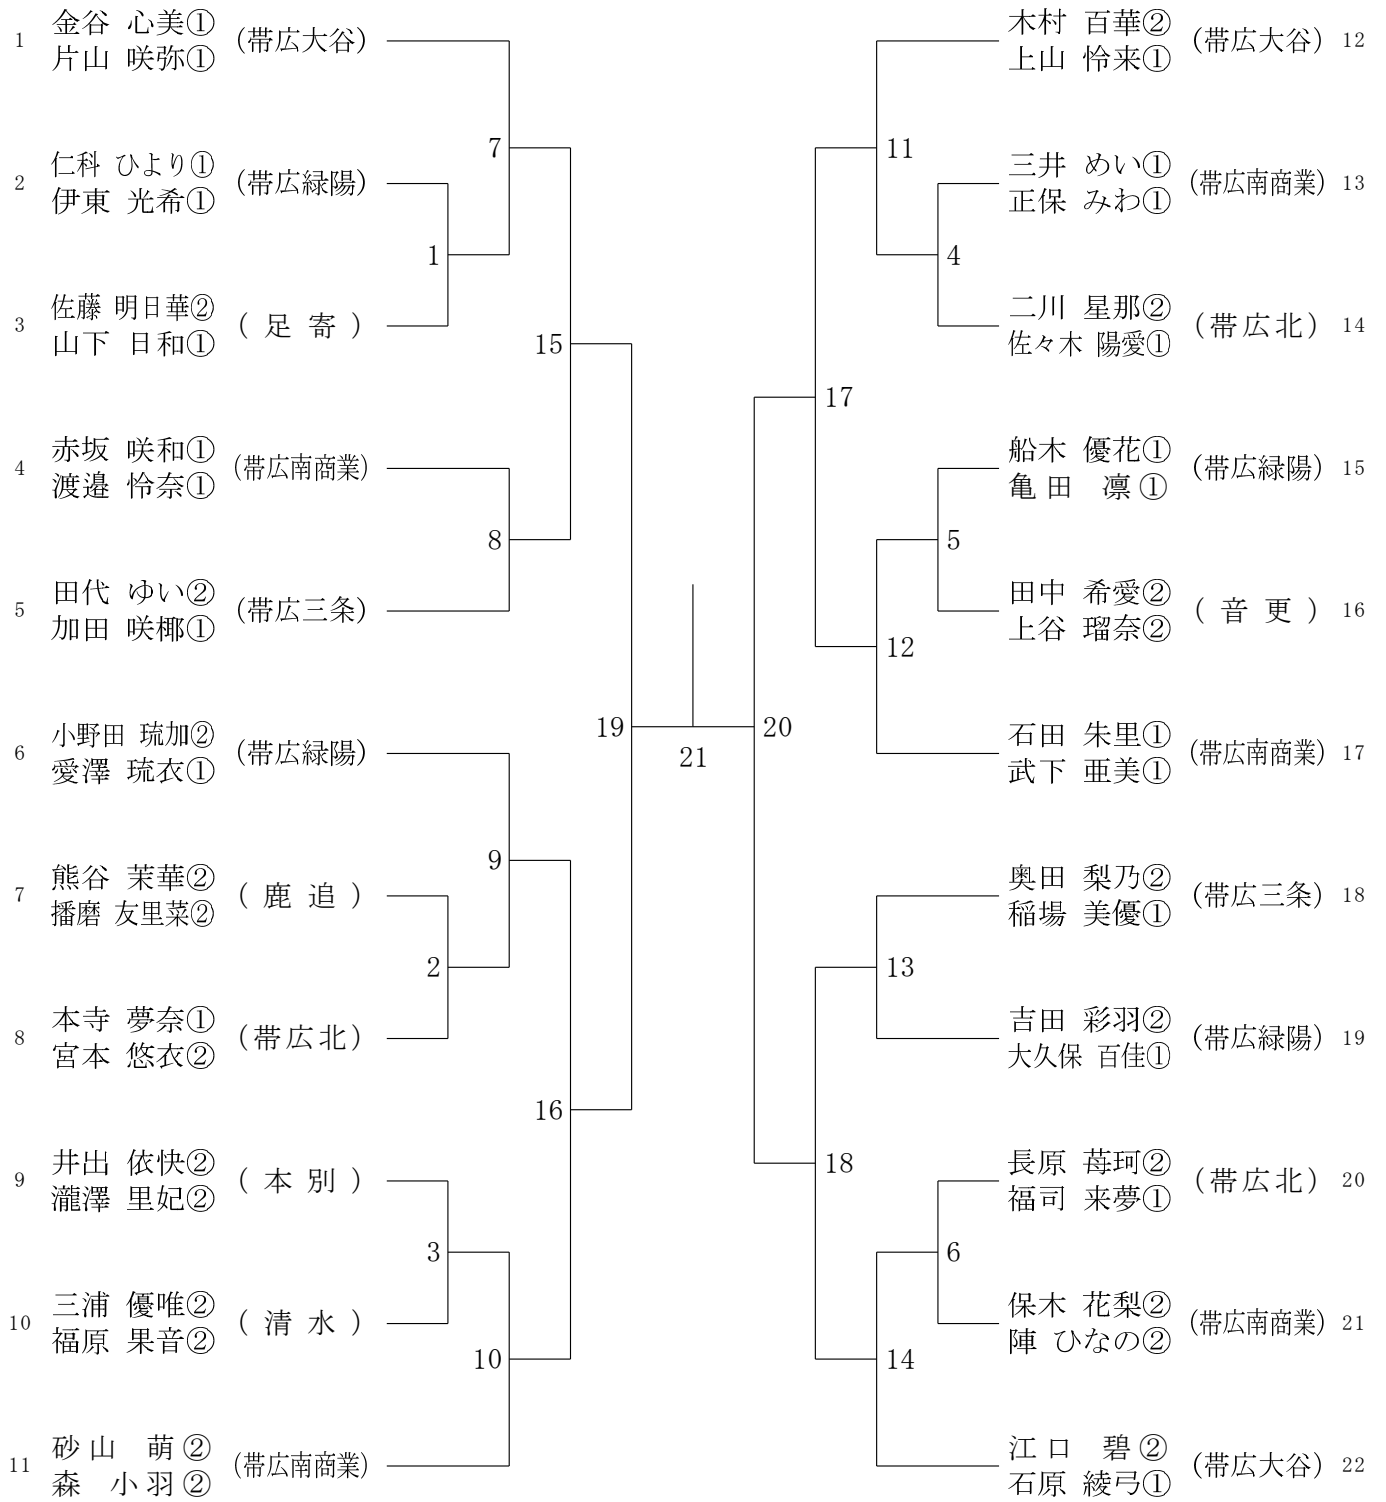 1 金谷 心美① (帯広大谷)
片山 咲弥①
7
2 仁科 ひより① (帯広緑陽)
伊東 光希①
1
3 佐藤 明日華② (足寄)
山下 日和①
15
4 赤坂 咲和① (帯広南商業)
渡邉 怜奈①
8
5 田代 ゆい② (帯広三条)
加田 咲椰①
19
6 小野田 琉加② (帯広緑陽)
愛澤 琉衣①
9
7 熊谷 茉華② (鹿追)
播磨 友里菜②
2
8 本寺 夢奈① (帯広北)
宮本 悠衣②
16
9 井出 依快② (本別)
瀧澤 里妃②
3
10 三浦 優唯② (清水)
福原 果音②
10
11 砂山 萌② (帯広南商業)
森 小羽②
21
木村 百華② (帯広大谷) 12
上山 怜来①
11
三井 めい① (帯広南商業) 13
正保 みわ①
4
二川 星那② (帯広北) 14
佐々木 陽愛①
17
船木 優花① (帯広緑陽) 15
亀田 凛①
5
田中 希愛② (音更) 16
上谷 瑠奈②
12
石田 朱里① (帯広南商業) 17
武下 亜美①
20
奥田 梨乃② (帯広三条) 18
稲場 美優①
13
吉田 彩羽② (帯広緑陽) 19
大久保 百佳①
18
長原 苺珂② (帯広北) 20
福司 来夢①
6
保木 花梨② (帯広南商業) 21
陣 ひなの②
14
江口 碧② (帯広大谷) 22
石原 綾弓①